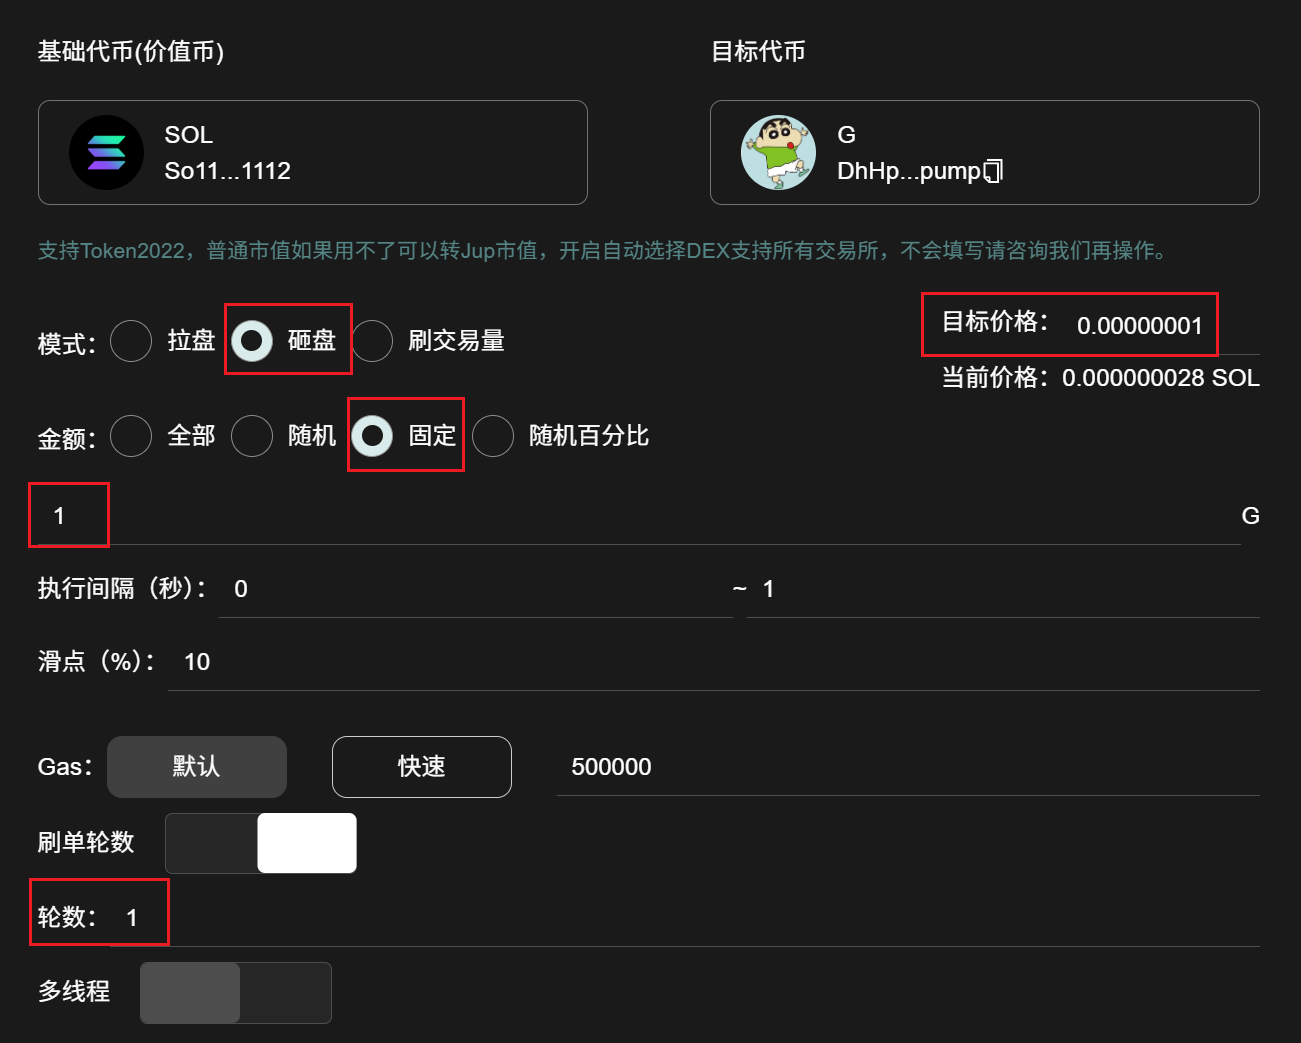 基础代币(价值币)
目标代币
SOL
So11...1112
G
DhHp...pump
支持Token2022，普通市值如果用不了可以转Jup市值，开启自动选择DEX支持所有交易所，不会填写请咨询我们再操作。
模式： 拉盘 砸盘 刷交易量
目标价格： 0.00000001
当前价格：0.000000028 SOL
金额： 全部 随机 固定 随机百分比
1 G
执行间隔（秒）： 0 ~ 1
滑点（%）： 10
Gas： 默认 快速 500000
刷单轮数
轮数： 1
多线程